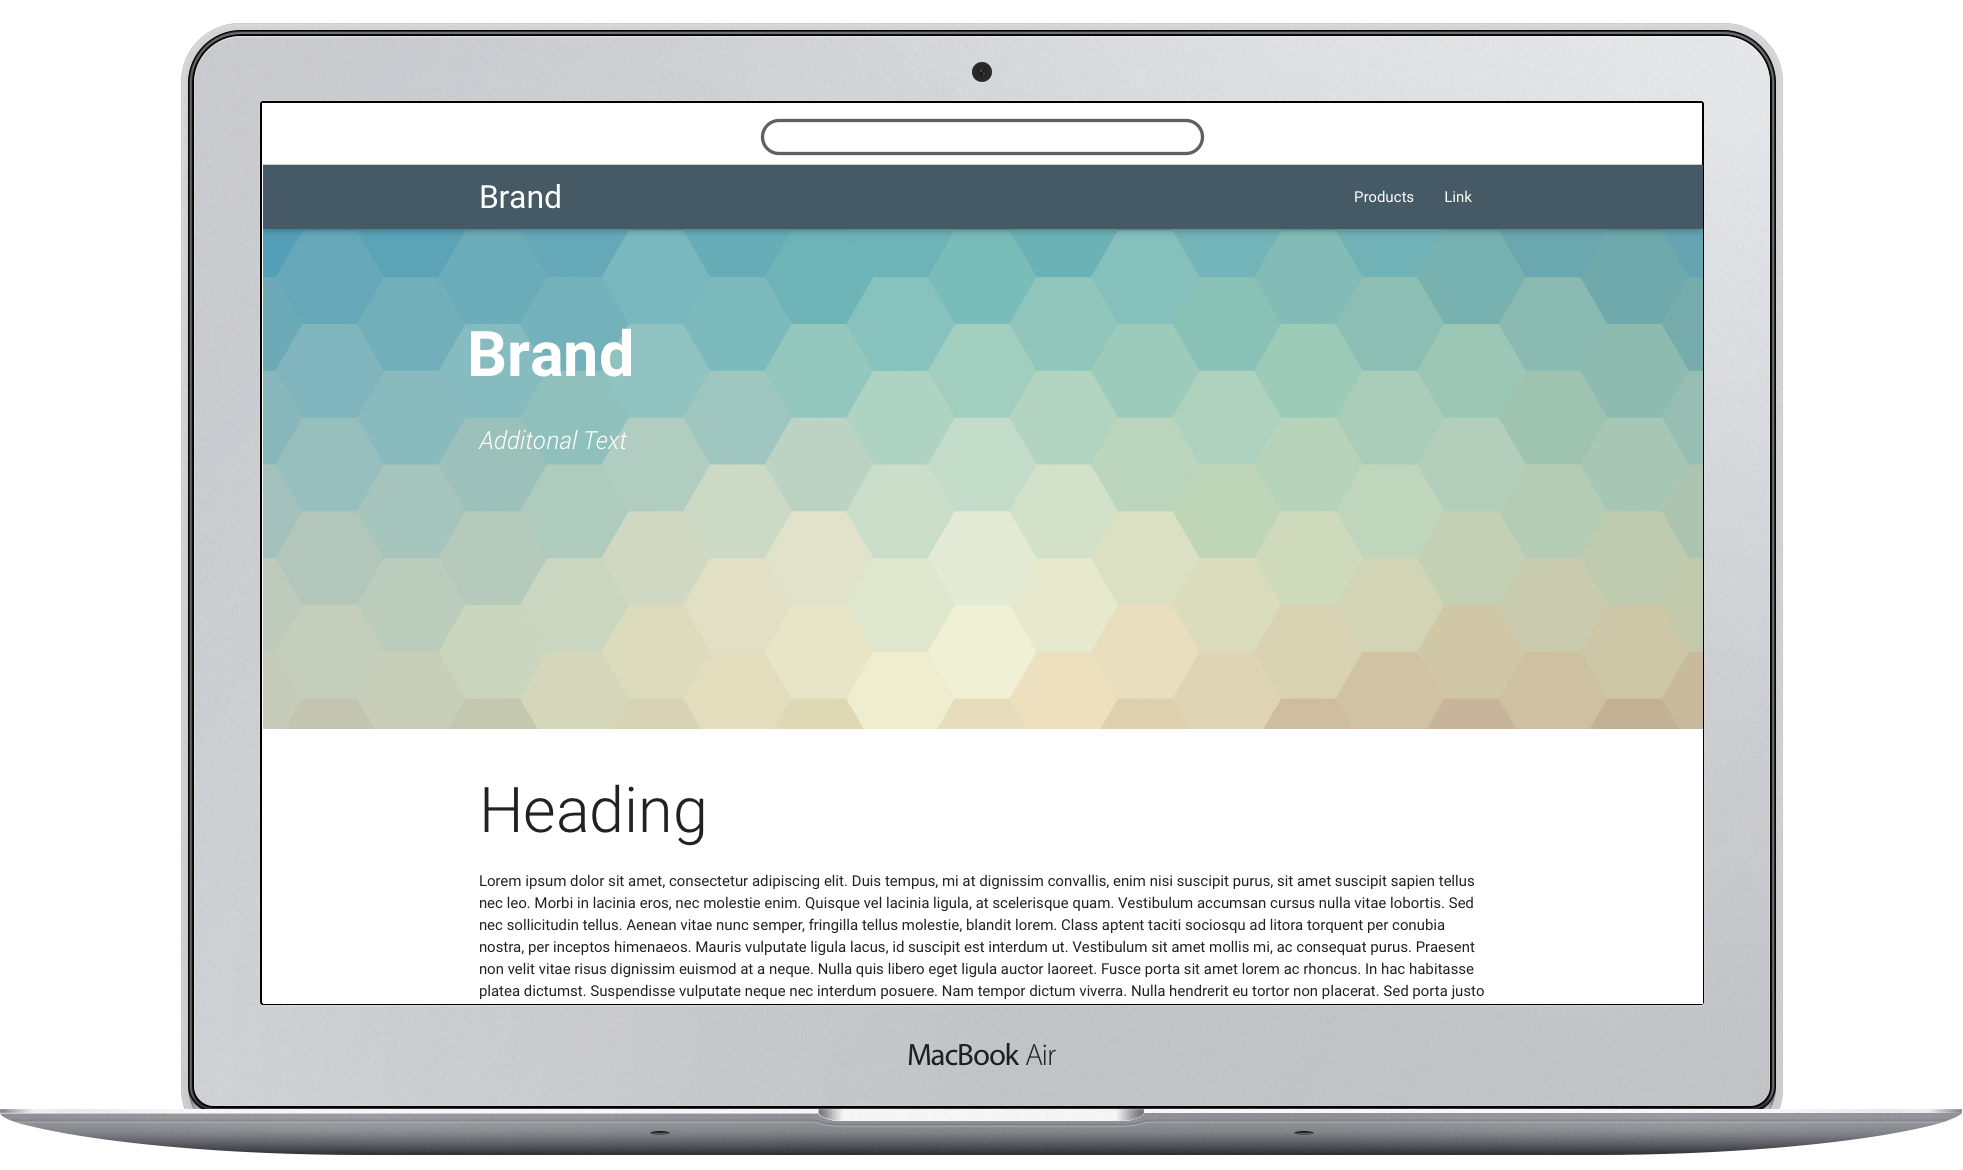 Brand
Products
Link
Brand
Additonal Text
Heading
Lorem ipsum dolor sit amet, consectetur adipiscing elit. Duis tempus, mi at dignissim convallis, enim nisi suscipit purus, sit amet suscipit sapien tellus
nec leo. Morbi in lacinia eros, nec molestie enim. Quisque vel lacinia ligula, at scelerisque quam. Vestibulum accumsan cursus nulla vitae lobortis. Sed
nec sollicitudin tellus. Aenean vitae nunc semper, fringilla tellus molestie, blandit lorem. Class aptent taciti sociosqu ad litora torquent per conubia
nostra, per inceptos himenaeos. Mauris vulputate ligula lacus, id suscipit est interdum ut. Vestibulum sit amet mollis mi, ac consequat purus. Praesent
non velit vitae risus dignissim euismod at a neque. Nulla quis libero eget ligula auctor laoreet. Fusce porta sit amet lorem ac rhoncus. In hac habitasse
platea dictumst. Suspendisse vulputate neque nec interdum posuere. Nam tempor dictum viverra. Nulla hendrerit eu tortor non placerat. Sed porta justo
MacBook Air